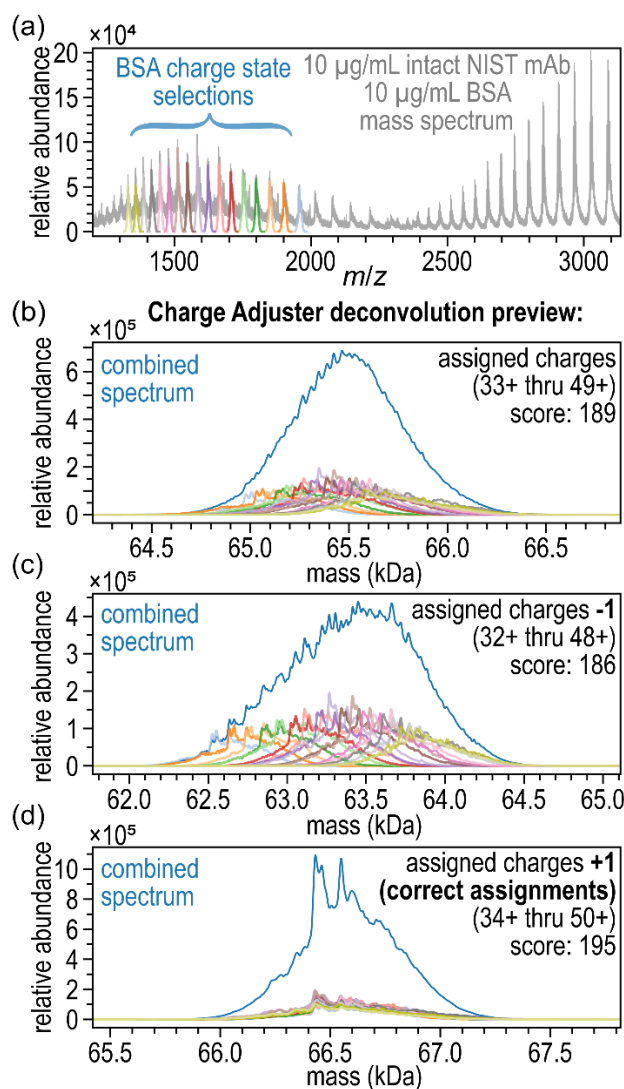 (a)
×10⁴
relative abundance
20
15
10
5
0
BSA charge state
selections
10 µg/mL intact NIST mAb
10 µg/mL BSA
mass spectrum
1500 2000 2500 3000
m/z
(b) Charge Adjuster deconvolution preview:
×10⁵
relative abundance
6
4
2
0
combined
spectrum
assigned charges
(33+ thru 49+)
score: 189
64.5 65.0 65.5 66.0 66.5
mass (kDa)
(c)
×10⁵
relative abundance
4
3
2
1
0
combined
spectrum
assigned charges -1
(32+ thru 48+)
score: 186
62.0 62.5 63.0 63.5 64.0 64.5 65.0
mass (kDa)
(d)
×10⁵
relative abundance
10
8
6
4
2
0
combined
spectrum
assigned charges +1
(correct assignments)
(34+ thru 50+)
score: 195
65.5 66.0 66.5 67.0 67.5
mass (kDa)